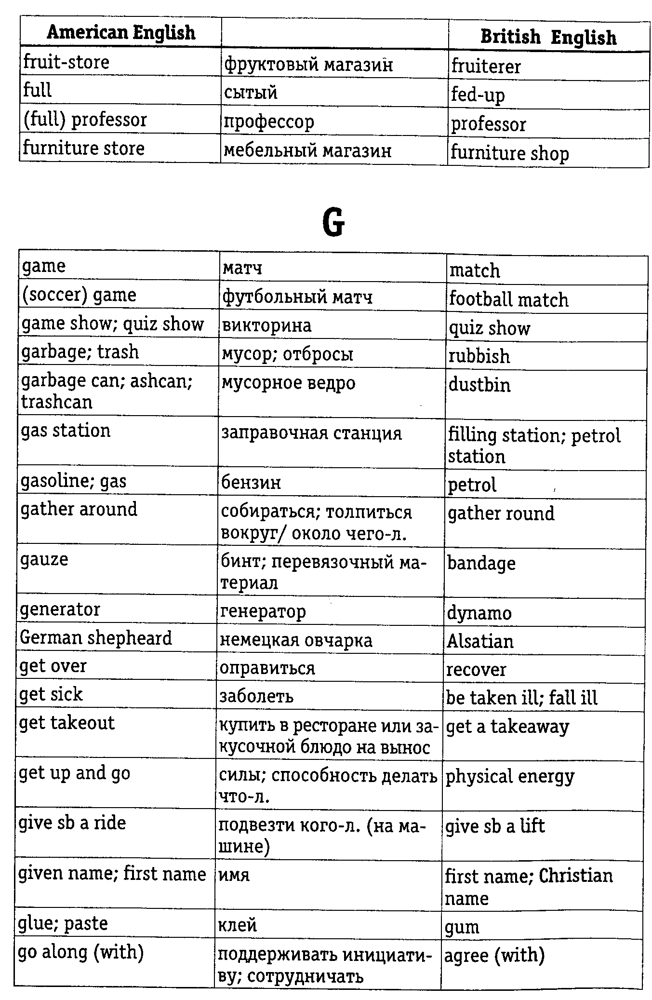 American English British English
fruit-store фруктовый магазин fruiterer
full сытый fed-up
(full) professor профессор professor
furniture store мебельный магазин furniture shop
G
game матч match
(soccer) game футбольный матч football match
game show; quiz show викторина quiz show
garbage; trash мусор; отбросы rubbish
garbage can; ashcan; мусорное ведро dustbin
trashcan
gas station заправочная станция filling station; petrol
station
gasoline; gas бензин petrol
gather around собираться; толпиться gather round
вокруг/ около чего-л.
gauze бинт; перевязочный ма- bandage
териал
generator генератор dynamo
German shepheard немецкая овчарка Alsatian
get over оправиться recover
get sick заболеть be taken ill; fall ill
get takeout купить в ресторане или за- get a takeaway
кусочной блюдо на вынос
get up and go силы; способность делать physical energy
что-л.
give sb a ride подвезти кого-л. (на ма- give sb a lift
шине)
given name; first name имя first name; Christian
name
glue; paste клей gum
go along (with) поддерживать инициати- agree (with)
ву; сотрудничать